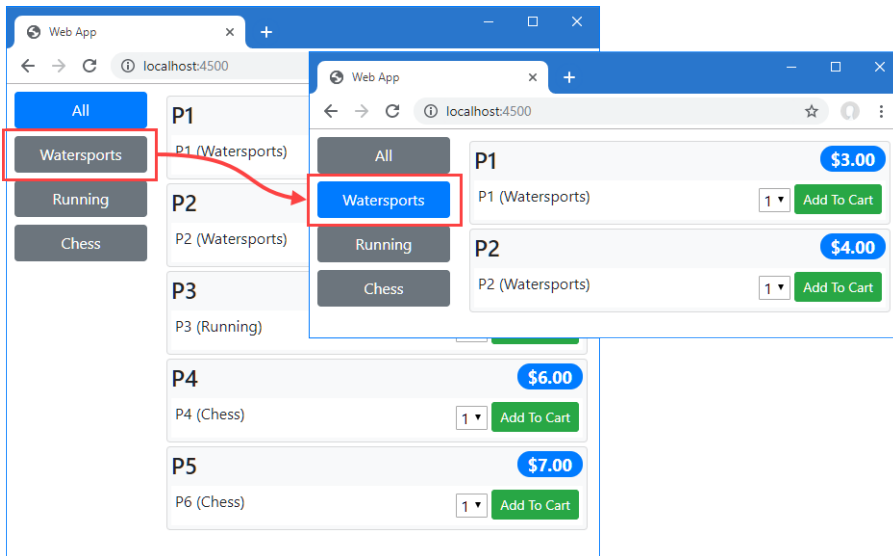 Web App
localhost:4500
All
Watersports
Running
Chess
P1
P1 (Watersports)
P2
P2 (Watersports)
P3
P3 (Running)
P4
$6.00
P4 (Chess)
1
Add To Cart
P5
$7.00
P6 (Chess)
1
Add To Cart
Web App
localhost:4500
All
Watersports
Running
Chess
P1
$3.00
P1 (Watersports)
1
Add To Cart
P2
$4.00
P2 (Watersports)
1
Add To Cart